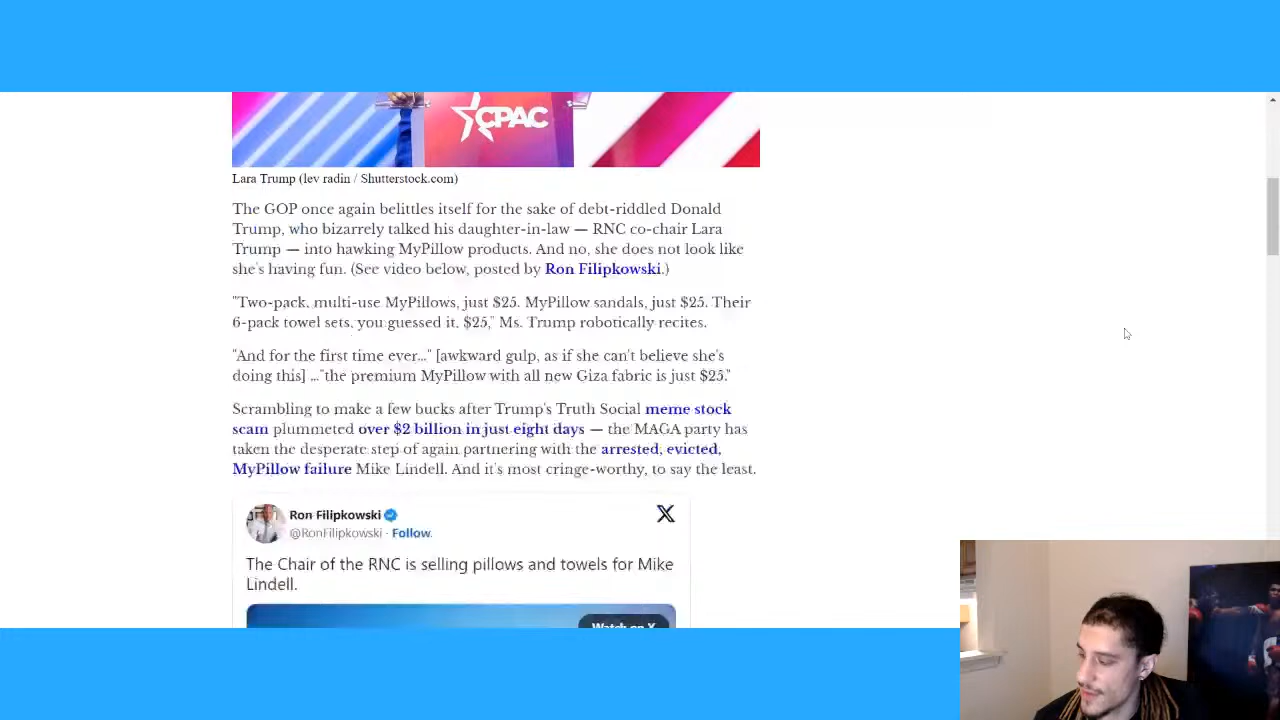 CPAC
Lara Trump (lev radin / Shutterstock.com)
The GOP once again belittles itself for the sake of debt-riddled Donald
Trump, who bizarrely talked his daughter-in-law — RNC co-chair Lara
Trump — into hawking MyPillow products. And no, she does not look like
she's having fun. (See video below, posted by Ron Filipkowski.)
"Two-pack, multi-use MyPillows, just $25. MyPillow sandals, just $25. Their
6-pack towel sets, you guessed it, $25," Ms. Trump robotically recites.
"And for the first time ever…" [awkward gulp, as if she can't believe she's
doing this] …"the premium MyPillow with all new Giza fabric is just $25."
Scrambling to make a few bucks after Trump's Truth Social meme stock
scam plummeted over $2 billion in just eight days — the MAGA party has
taken the desperate step of again partnering with the arrested, evicted,
MyPillow failure Mike Lindell. And it's most cringe-worthy, to say the least.
Ron Filipkowski
@RonFilipkowski · Follow
The Chair of the RNC is selling pillows and towels for Mike
Lindell.
Watch on X